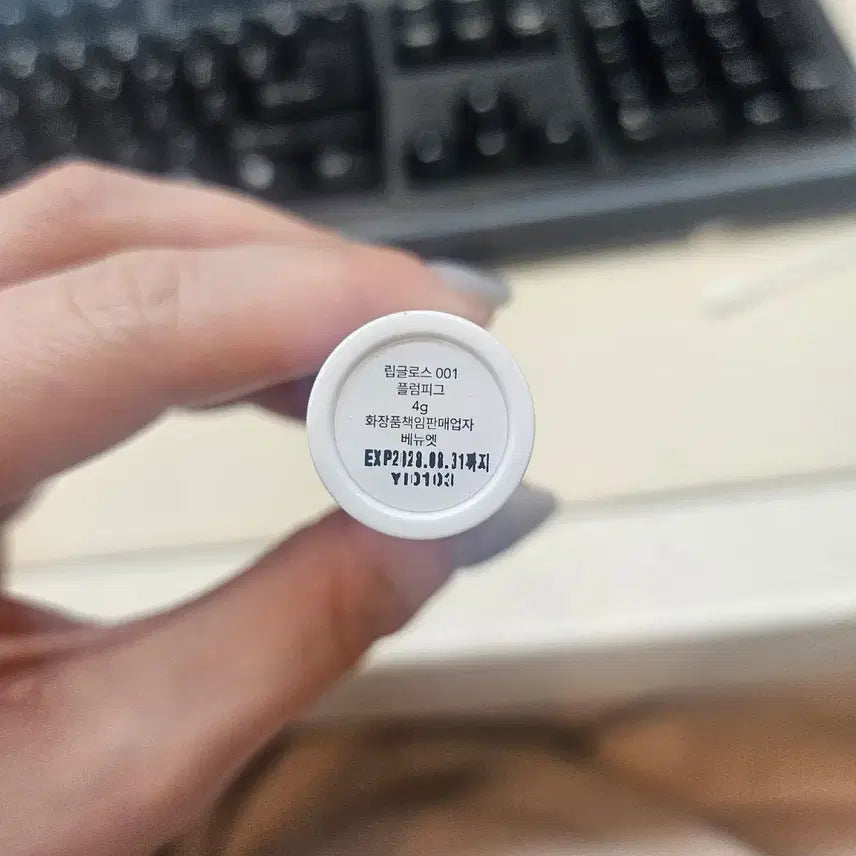 립글로스 001
플럼피그
4g
화장품책임판매업자
베뉴엣
EXP2028.08.31까지